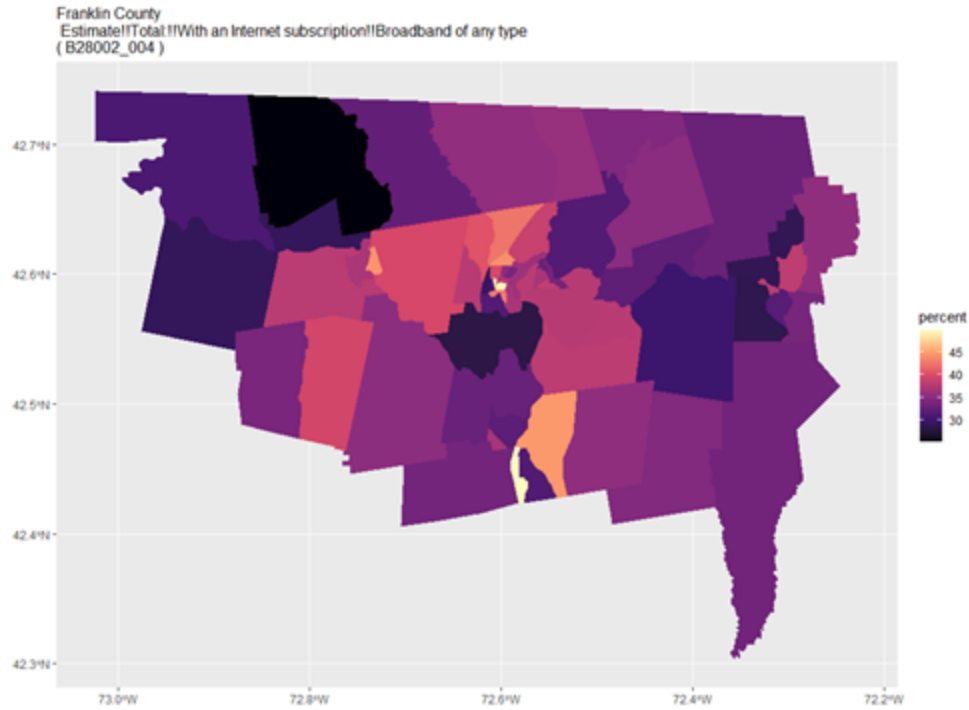 Franklin County
Estimate!!Total:!!With an Internet subscription!!Broadband of any type
( B28002_004 )
42.7°N
42.6°N
42.5°N
42.4°N
42.3°N
73.0°W
72.8°W
72.6°W
72.4°W
72.2°W
percent
45
40
35
30